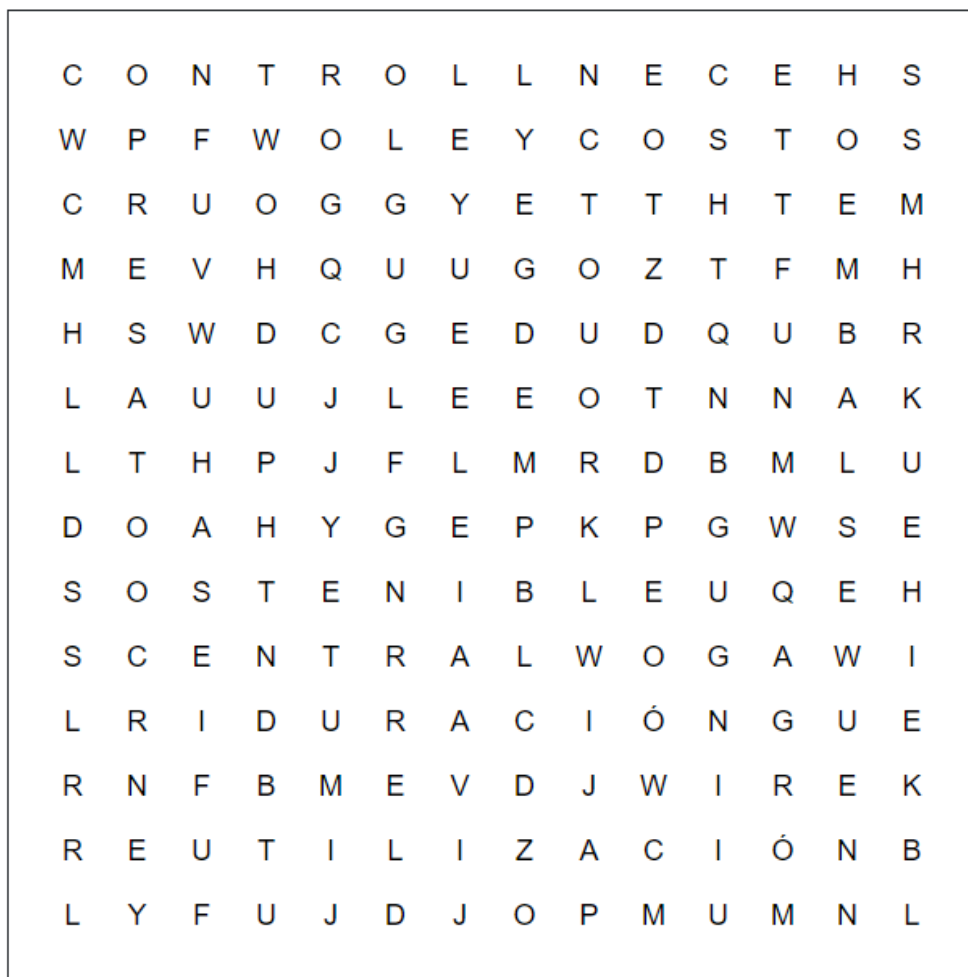 C O N T R O L L N E C E H S
W P F W O L E Y C O S T O S
C R U O G G Y E T T H T E M
M E V H Q U U G O Z T F M H
H S W D C G E D U D Q U B R
L A U U J L E E O T N N A K
L T H P J F L M R D B M L U
D O A H Y G E P K P G W S E
S O S T E N I B L E U Q E H
S C E N T R A L W O G A W I
L R I D U R A C I Ó N G U E
R N F B M E V D J W I R E K
R E U T I L I Z A C I Ó N B
L Y F U J D J O P M U M N L